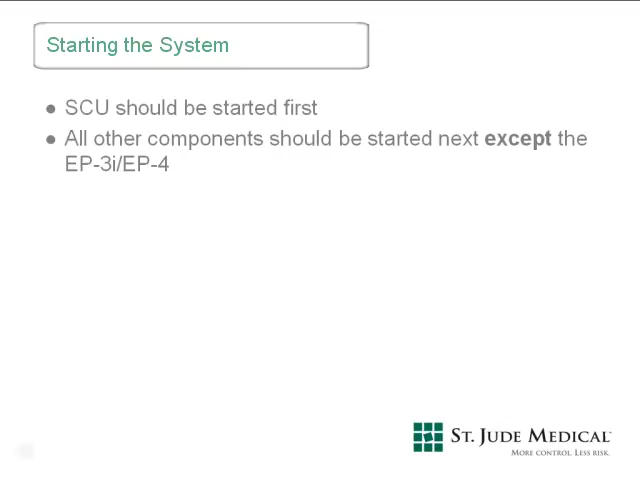 Starting the System
● SCU should be started first
● All other components should be started next except the
EP-3i/EP-4
ST. JUDE MEDICAL™
MORE CONTROL. LESS RISK.